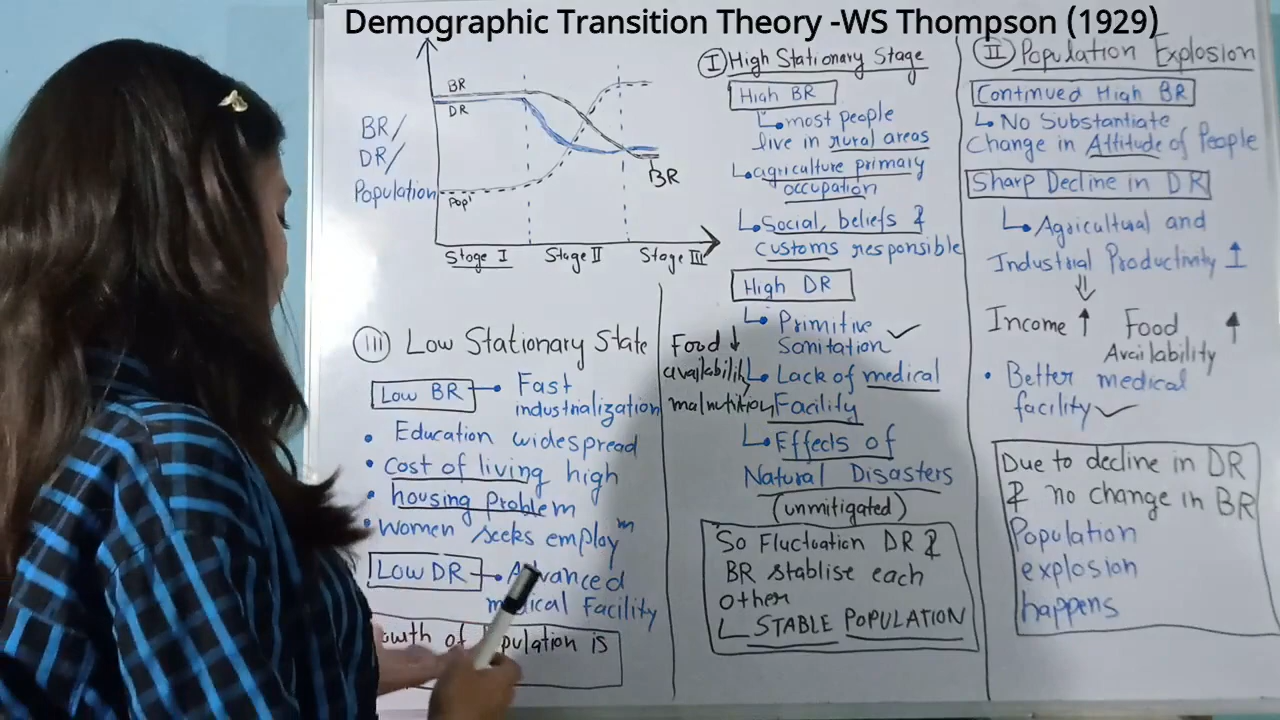 Demographic Transition Theory -WS Thompson (1929)
BR
DR
BR/
DR/
Population
Popⁿ
BR
Stage I Stage II Stage III
III Low Stationary State
Low BR Fast
industrialization
• Education widespread
• Cost of living high
• housing problem
• women seeks employᵐ
Low DR Advanced
medical Facility
of population is
I High Stationary Stage
High BR
most people
live in rural areas
agriculture primary
occupation
Social, beliefs &
customs responsible
High DR
Primitive
Sanitation
Food ↓
availability
malnutrition
Lack of medical
Facility
Effects of
Natural Disasters
(unmitigated)
So Fluctuation DR &
BR stablise each
other
STABLE POPULATION
II Population Explosion
Continued High BR
No Substantiate
Change in Attitude of People
Sharp Decline in DR
Agricultural and
Industrial Productivity ↑
⇓
Income ↑ Food ↑
Availability
• Better medical
facility
Due to decline in DR
& no change in BR
Population
explosion
happens